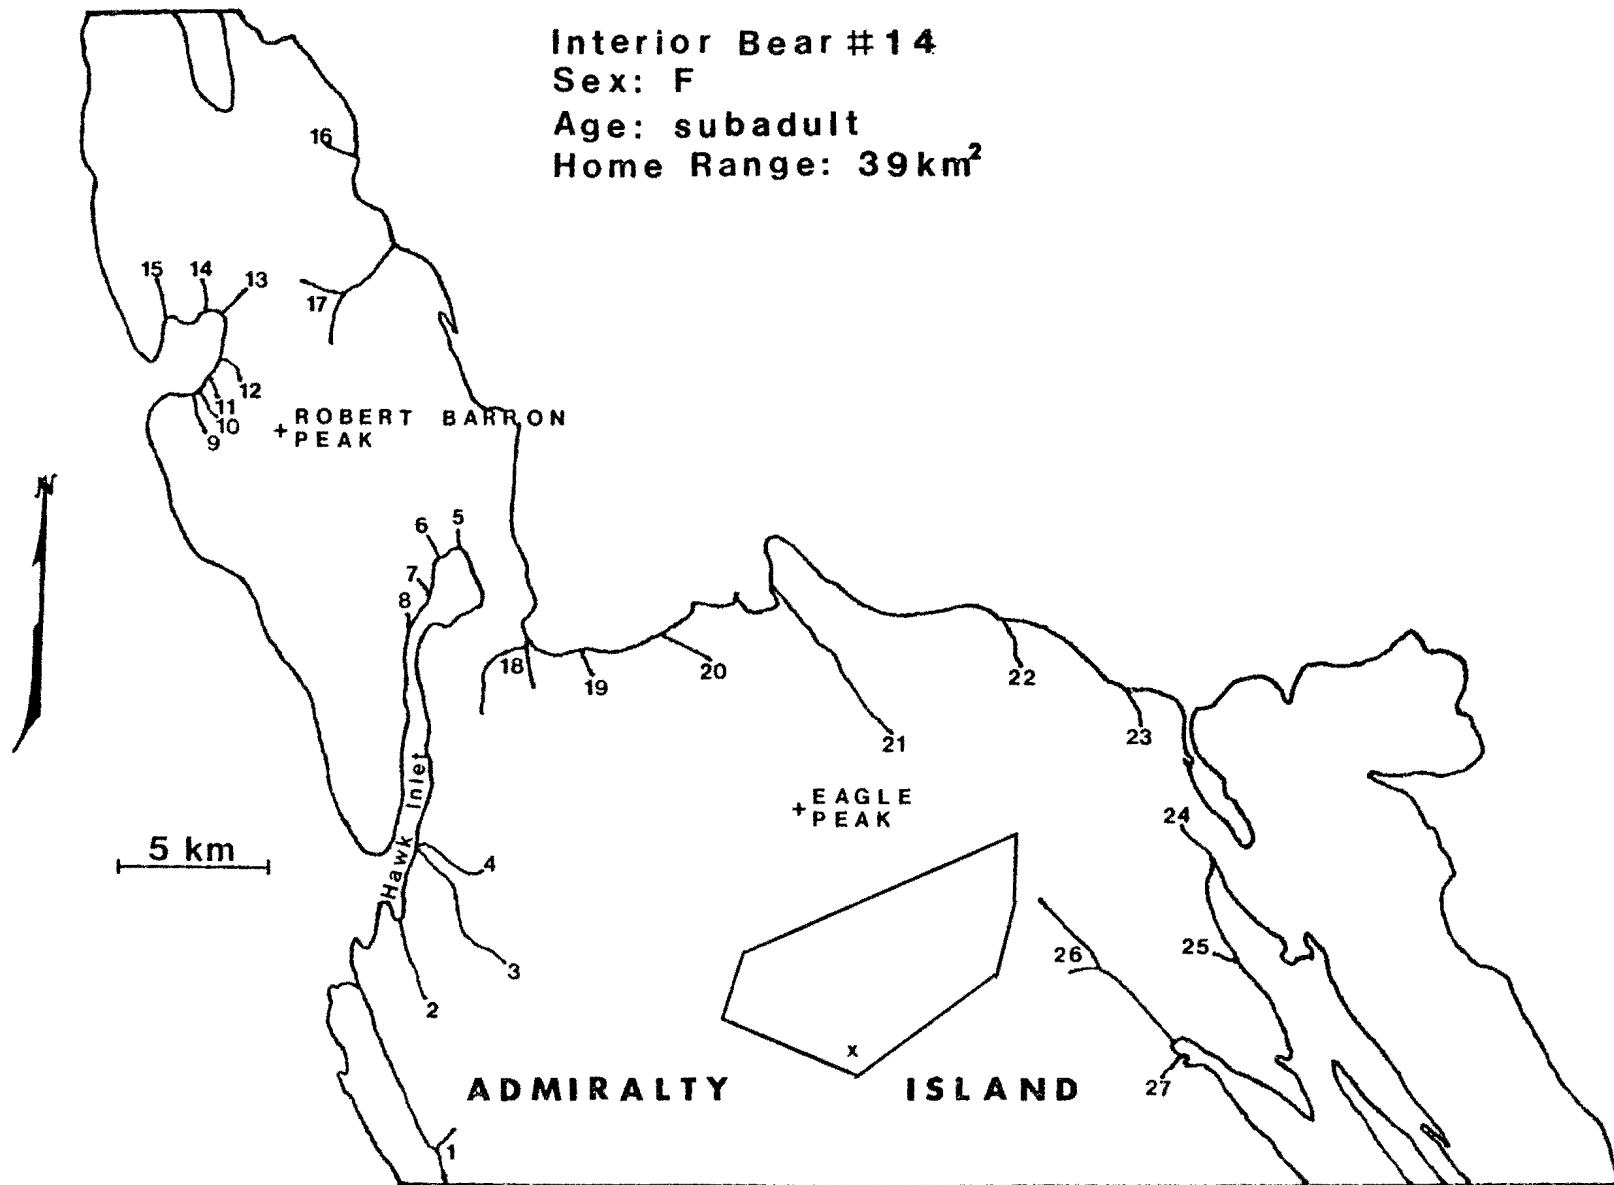 Interior Bear #14
Sex: F
Age: subadult
Home Range: 39km²
16
15
14
13
17
12
11
10
9
ROBERT BARRON
PEAK
N
6
5
7
8
18
19
20
21
22
23
EAGLE
PEAK
Hawk Inlet
5 km
24
4
3
2
25
26
x
ADMIRALTY ISLAND
27
1